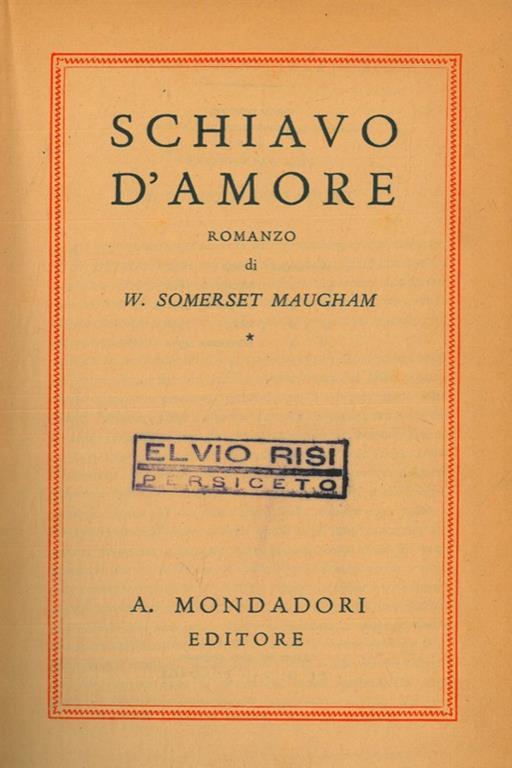 SCHIAVO
D'AMORE
ROMANZO
di
W. SOMERSET MAUGHAM
*
ELVIO RISI
PERSICETO
A. MONDADORI
EDITORE